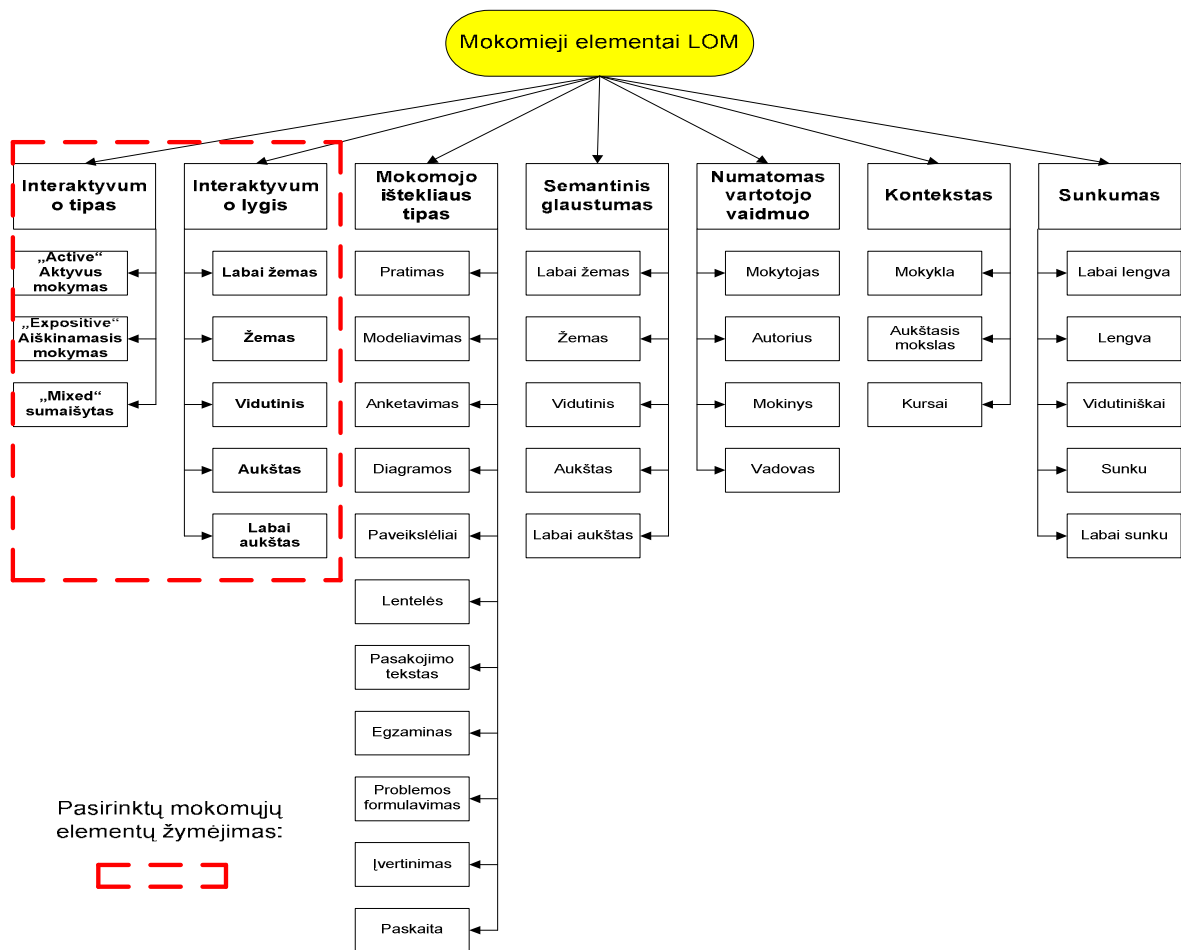 Mokomieji elementai LOM
Interaktyvum
o tipas
„Active“
Aktyvus
mokymas
„Expositive“
Aiškinamasis
mokymas
„Mixed“
sumaišytas
Interaktyvum
o lygis
Labai žemas
Žemas
Vidutinis
Aukštas
Labai
aukštas
Mokomojo
ištekliaus
tipas
Pratimas
Modeliavimas
Anketavimas
Diagramos
Paveikslėliai
Lentelės
Pasakojimo
tekstas
Egzaminas
Problemos
formulavimas
Įvertinimas
Paskaita
Semantinis
glaustumas
Labai žemas
Žemas
Vidutinis
Aukštas
Labai aukštas
Numatomas
vartotojo
vaidmuo
Mokytojas
Autorius
Mokinys
Vadovas
Kontekstas
Mokykla
Aukštasis
mokslas
Kursai
Sunkumas
Labai lengva
Lengva
Vidutiniškai
Sunku
Labai sunku
Pasirinktų mokomųjų
elementų žymėjimas: